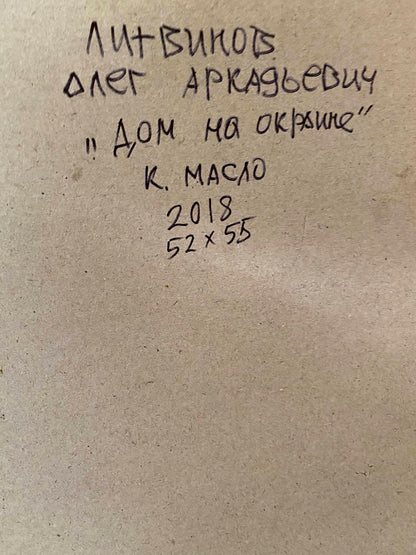 Литвинов
Олег Аркадьевич
„Дом на окраине"
к. масло
2018
52 x 55